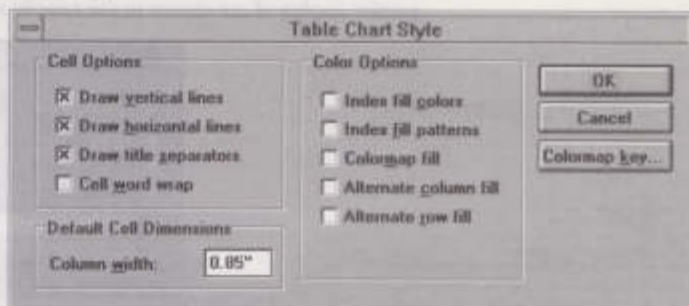 Table Chart Style
Cell Options
Draw vertical lines
Draw horizontal lines
Draw title separators
Cell word wrap
Default Cell Dimensions
Column width: 0.85"
Color Options
Index fill colors
Index fill patterns
Colormap fill
Alternate column fill
Alternate row fill
OK
Cancel
Colormap key...